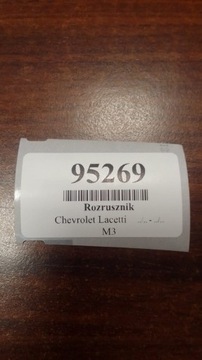 95269
Rozrusznik
Chevrolet Lacetti ...-...
M3